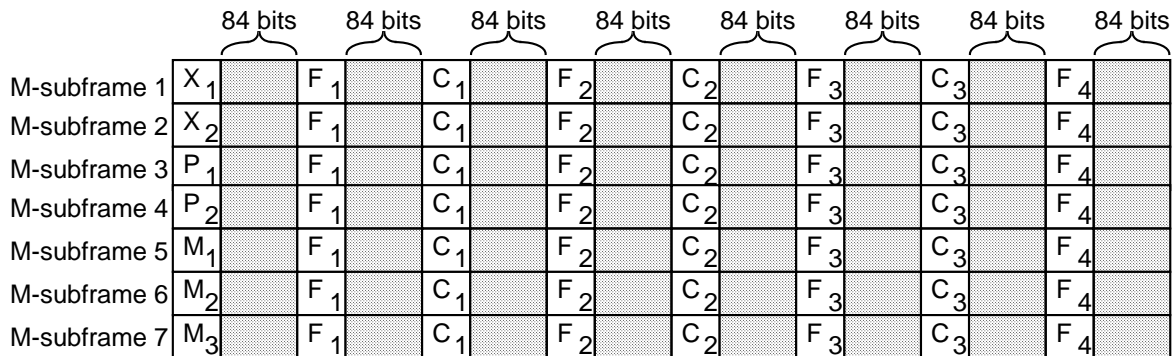 84 bits 84 bits 84 bits 84 bits 84 bits 84 bits 84 bits 84 bits
M-subframe 1 X1 F1 C1 F2 C2 F3 C3 F4
M-subframe 2 X2 F1 C1 F2 C2 F3 C3 F4
M-subframe 3 P1 F1 C1 F2 C2 F3 C3 F4
M-subframe 4 P2 F1 C1 F2 C2 F3 C3 F4
M-subframe 5 M1 F1 C1 F2 C2 F3 C3 F4
M-subframe 6 M2 F1 C1 F2 C2 F3 C3 F4
M-subframe 7 M3 F1 C1 F2 C2 F3 C3 F4